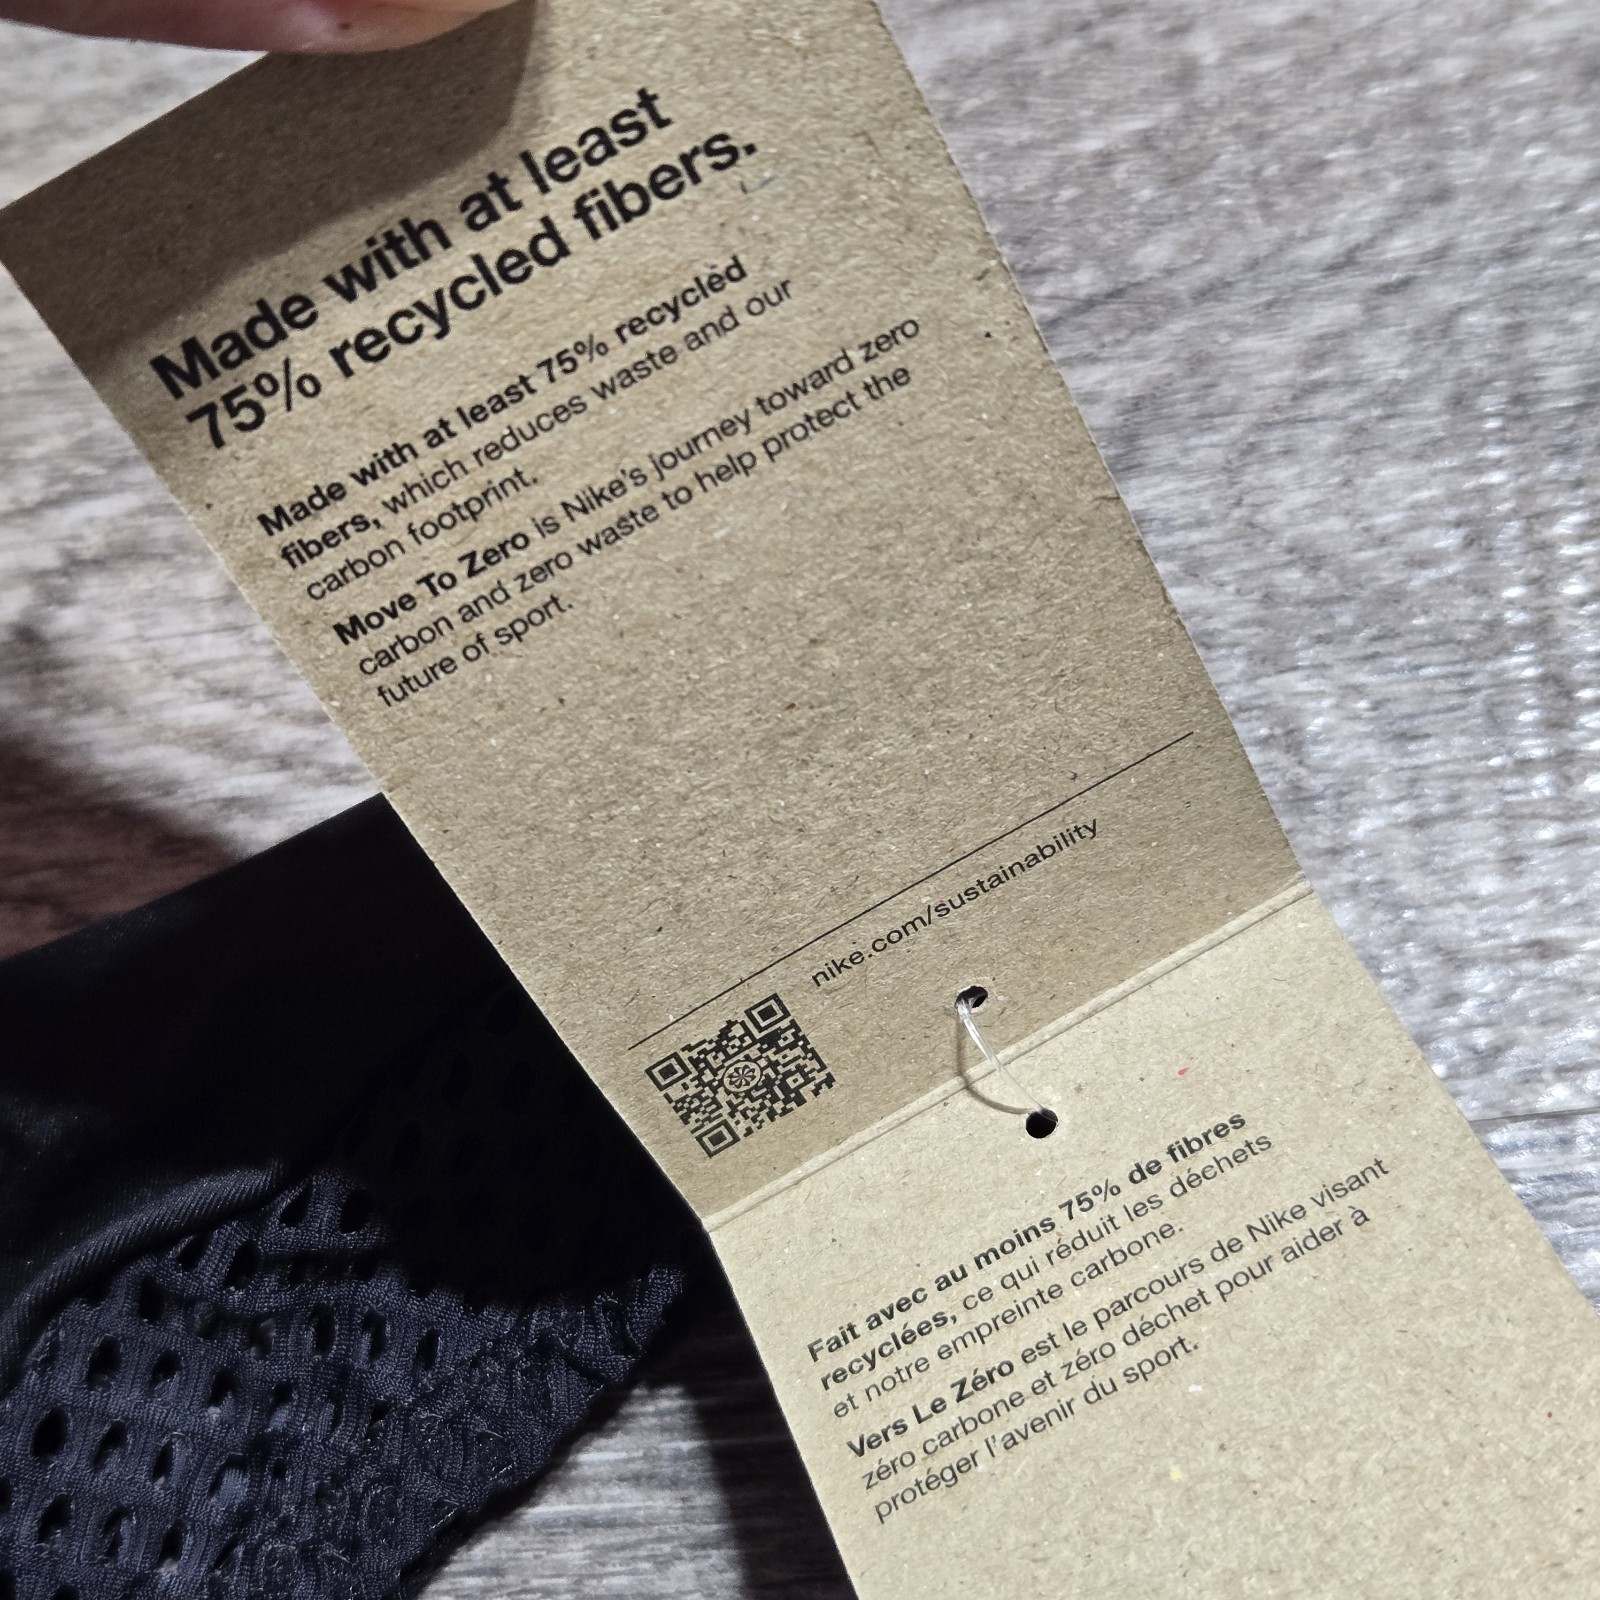 Made with at least
75% recycled fibers.
Made with at least 75% recycled
fibers, which reduces waste and our
carbon footprint.
Move To Zero is Nike's journey toward zero
carbon and zero waste to help protect the
future of sport.
nike.com/sustainability
Fait avec au moins 75% de fibres
recyclées, ce qui réduit les déchets
et notre empreinte carbone.
Vers Le Zéro est le parcours de Nike visant
zéro carbone et zéro déchet pour aider à
protéger l'avenir du sport.